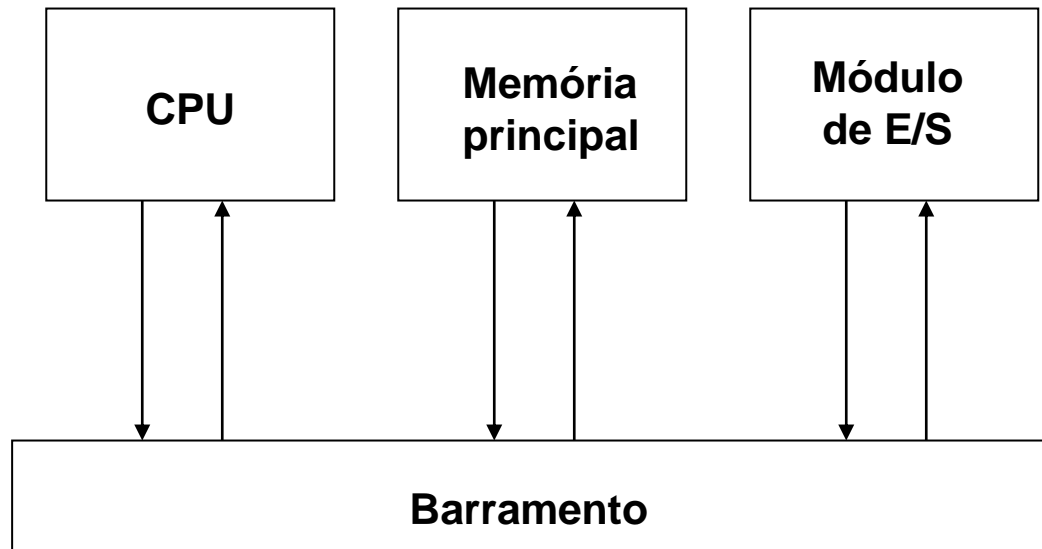 CPU
Memória
principal
Módulo
de E/S
Barramento